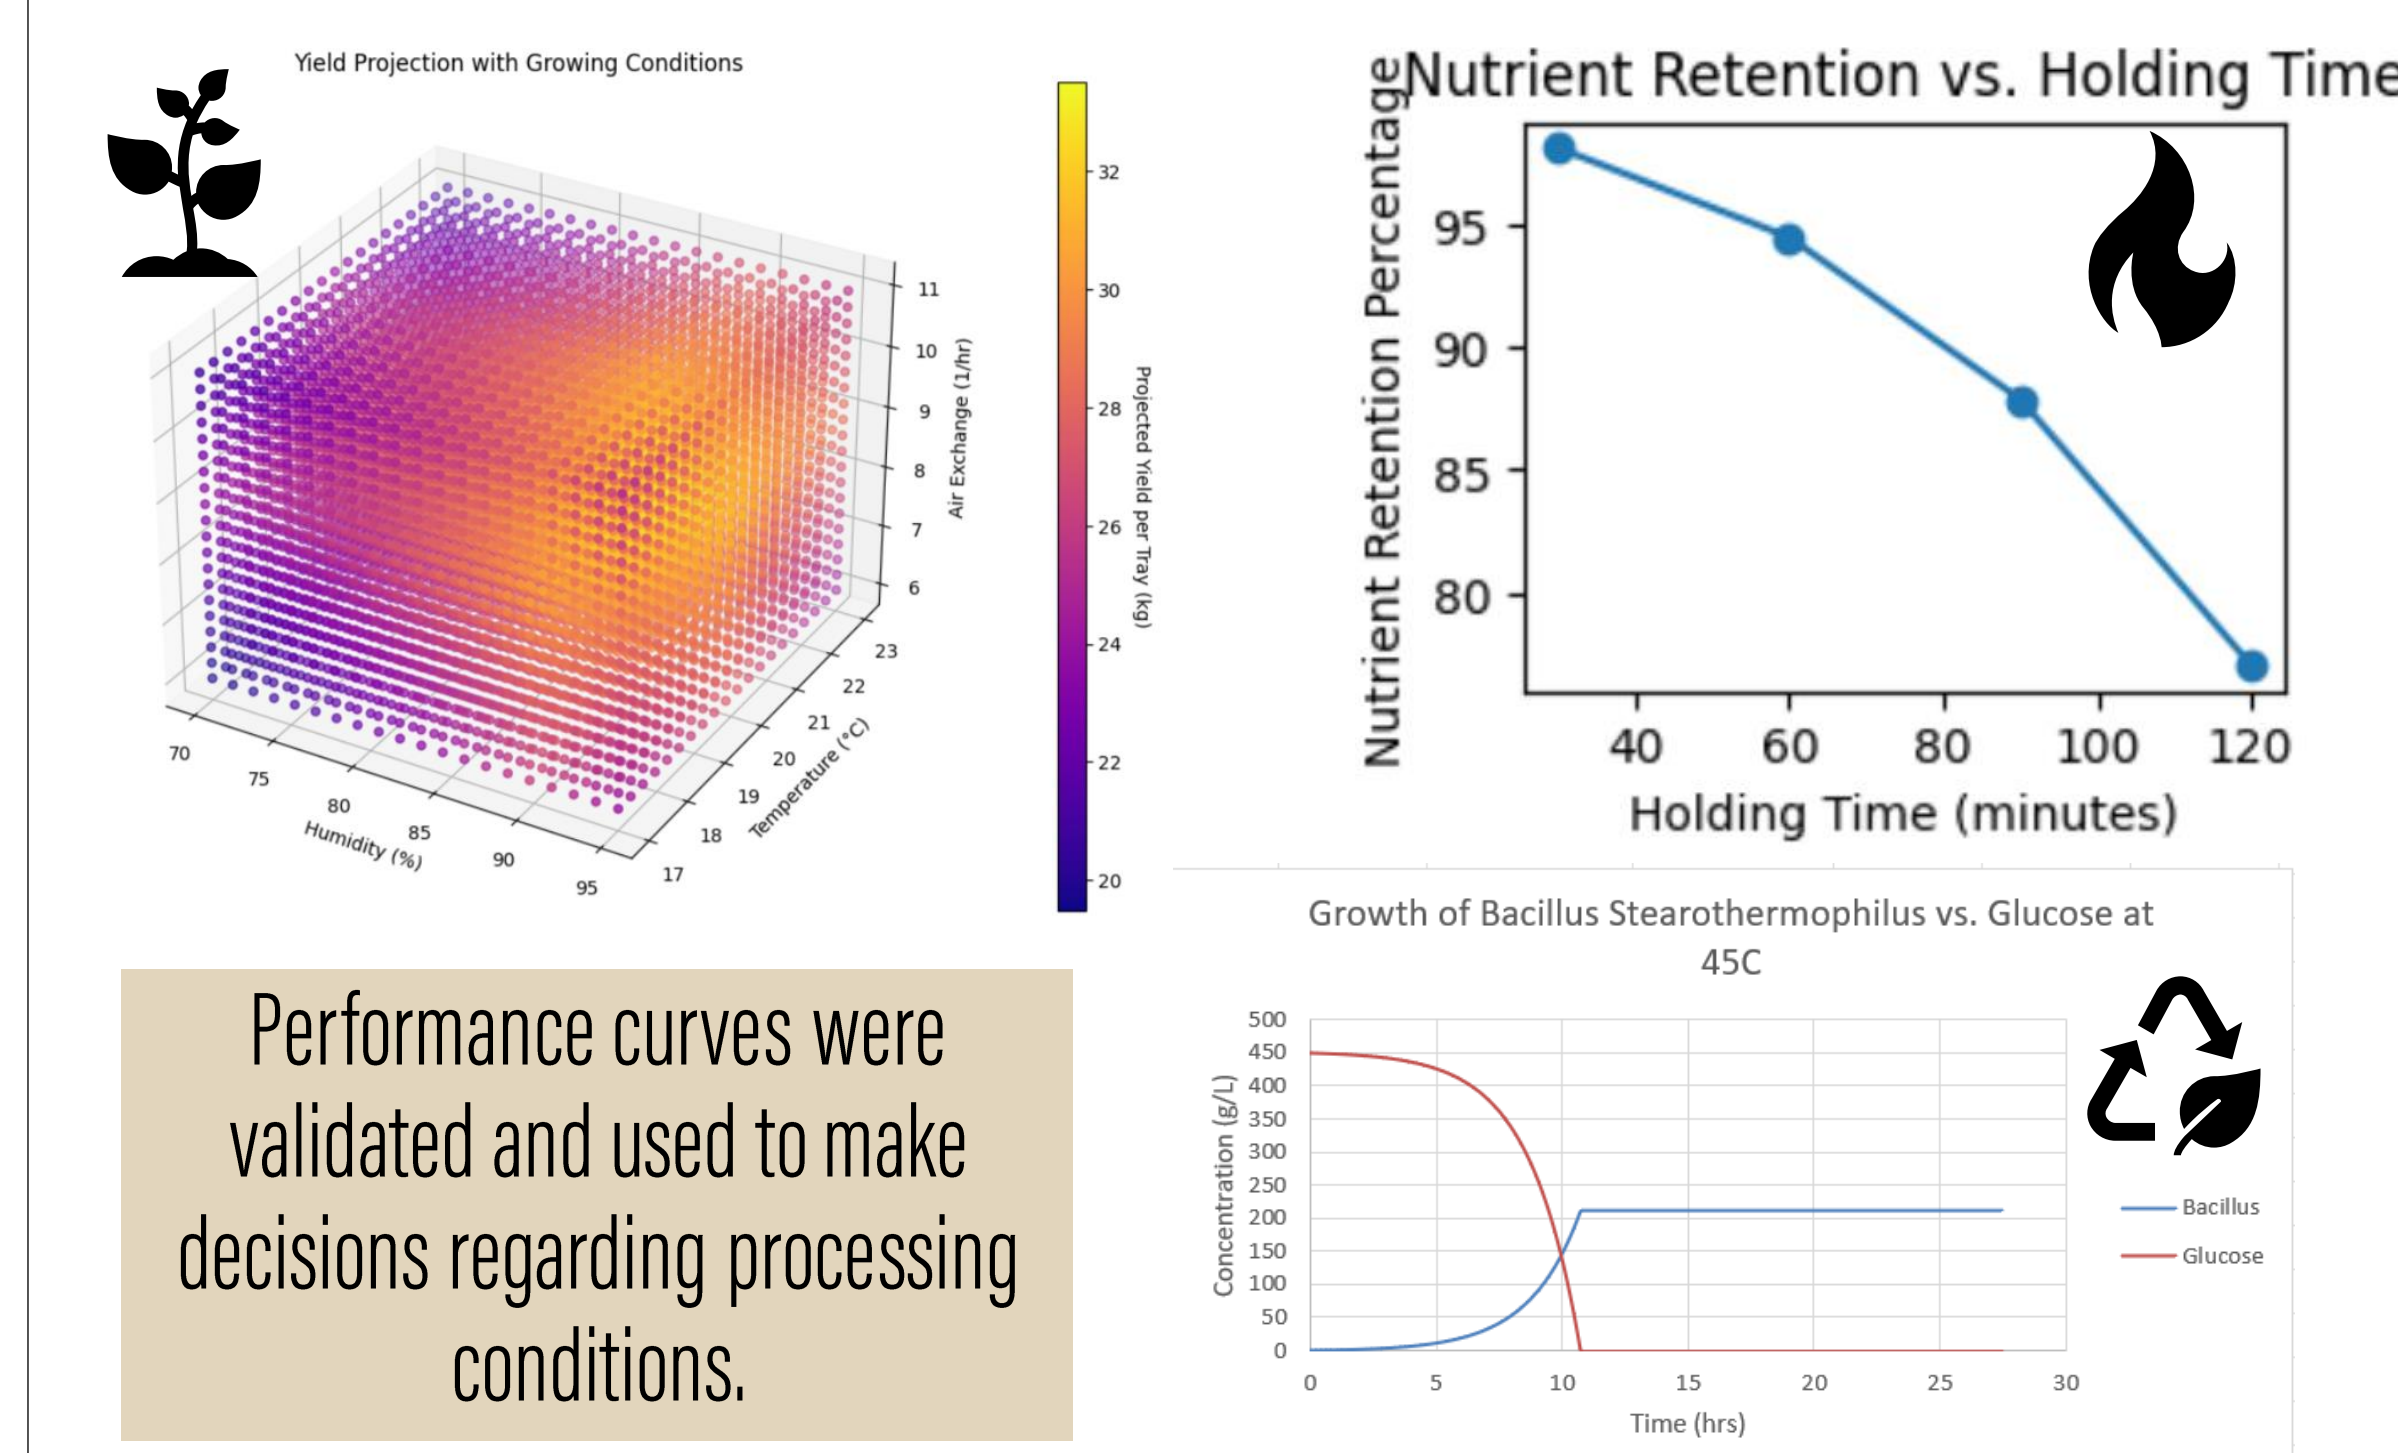 Yield Projection with Growing Conditions
11
10
9
8
7
6
Air Exchange (1/hr)
23
22
21
20
19
18
17
Temperature (°C)
70
75
80
85
90
95
Humidity (%)
32
30
28
26
24
22
20
Projected Yield per Tray (kg)
Nutrient Retention vs. Holding Time
Nutrient Retention Percentage
95
90
85
80
40 60 80 100 120
Holding Time (minutes)
Performance curves were
validated and used to make
decisions regarding processing
conditions.
Growth of Bacillus Stearothermophilus vs. Glucose at
45C
Concentration (g/L)
500
450
400
350
300
250
200
150
100
50
0
0 5 10 15 20 25 30
Time (hrs)
Bacillus
Glucose